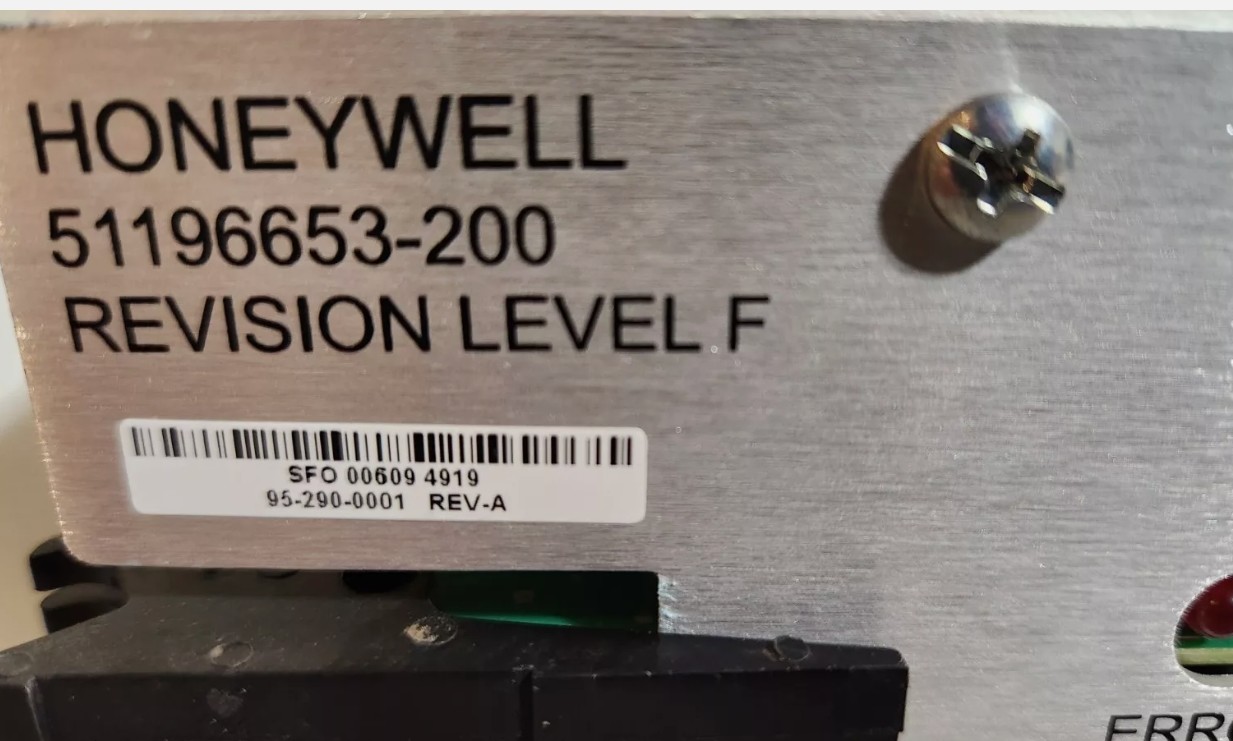 HONEYWELL
51196653-200
REVISION LEVEL F
SFO 00609 4919
95-290-0001 REV-A